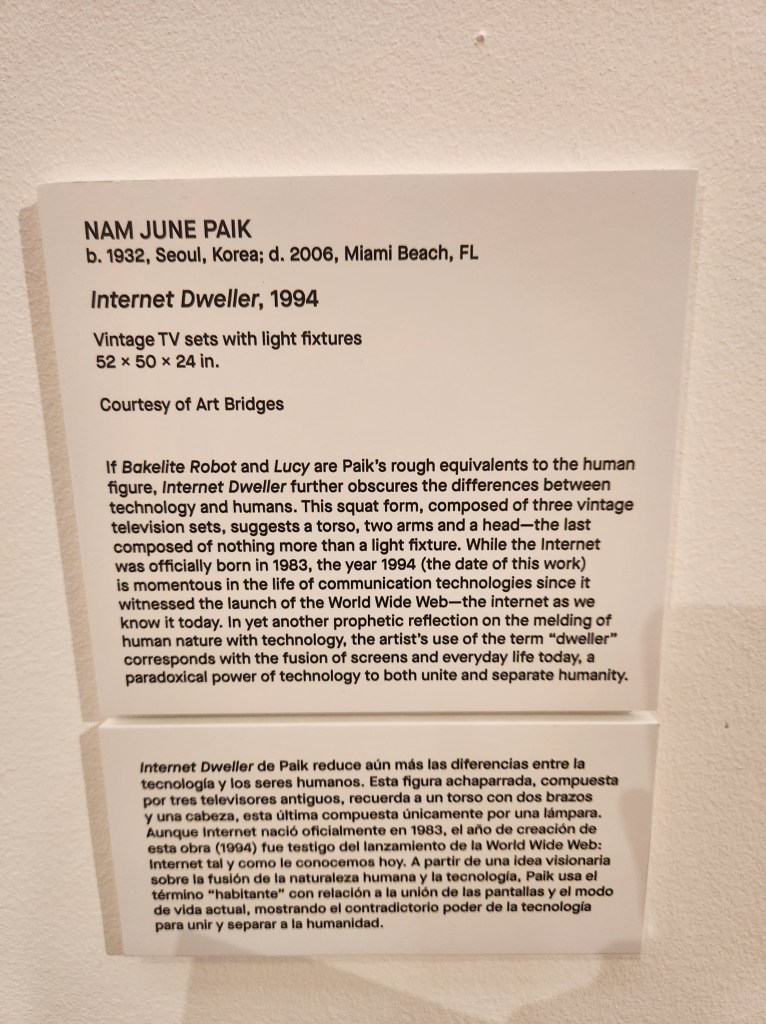 NAM JUNE PAIK
b. 1932, Seoul, Korea; d. 2006, Miami Beach, FL
Internet Dweller, 1994
Vintage TV sets with light fixtures
52 × 50 × 24 in.
Courtesy of Art Bridges
If Bakelite Robot and Lucy are Paik's rough equivalents to the human
figure, Internet Dweller further obscures the differences between
technology and humans. This squat form, composed of three vintage
television sets, suggests a torso, two arms and a head—the last
composed of nothing more than a light fixture. While the Internet
was officially born in 1983, the year 1994 (the date of this work)
is momentous in the life of communication technologies since it
witnessed the launch of the World Wide Web—the internet as we
know it today. In yet another prophetic reflection on the melding of
human nature with technology, the artist's use of the term “dweller”
corresponds with the fusion of screens and everyday life today, a
paradoxical power of technology to both unite and separate humanity.
Internet Dweller de Paik reduce aún más las diferencias entre la
tecnología y los seres humanos. Esta figura achaparrada, compuesta
por tres televisores antiguos, recuerda a un torso con dos brazos
y una cabeza, esta última compuesta únicamente por una lámpara.
Aunque Internet nació oficialmente en 1983, el año de creación de
esta obra (1994) fue testigo del lanzamiento de la World Wide Web:
Internet tal y como le conocemos hoy. A partir de una idea visionaria
sobre la fusión de la naturaleza humana y la tecnología, Paik usa el
término “habitante” con relación a la unión de las pantallas y el modo
de vida actual, mostrando el contradictorio poder de la tecnología
para unir y separar a la humanidad.